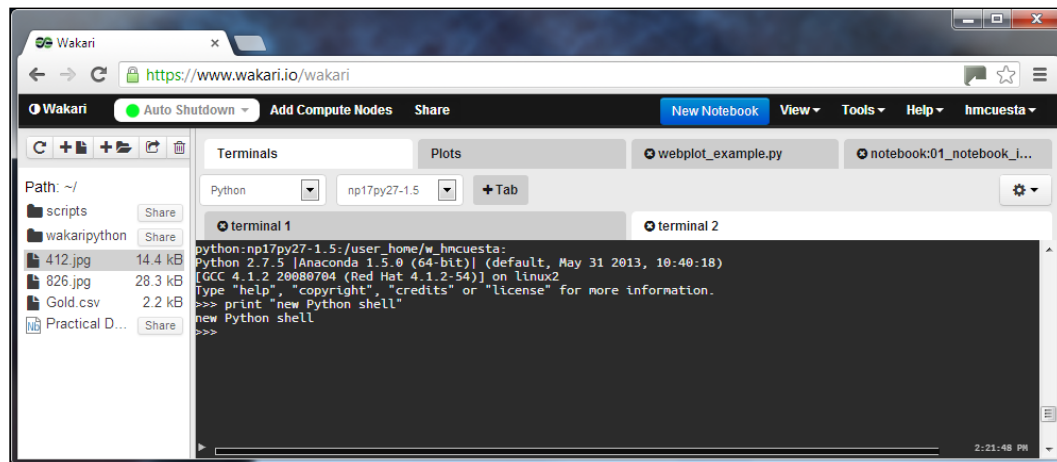 Wakari
https://www.wakari.io/wakari
Wakari Auto Shutdown Add Compute Nodes Share New Notebook View Tools Help hmcuesta
Terminals Plots webplot_example.py notebook:01_notebook_i...
Path: ~/
scripts Share
wakaripython Share
412.jpg 14.4 kB
826.jpg 28.3 kB
Gold.csv 2.2 kB
Practical D... Share
Python np17py27-1.5 +Tab
terminal 1 terminal 2
python:np17py27-1.5:/user_home/w_hmcuesta:
Python 2.7.5 |Anaconda 1.5.0 (64-bit)| (default, May 31 2013, 10:40:18)
[GCC 4.1.2 20080704 (Red Hat 4.1.2-54)] on linux2
Type "help", "copyright", "credits" or "license" for more information.
>>> print "new Python shell"
new Python shell
>>>
2:21:48 PM